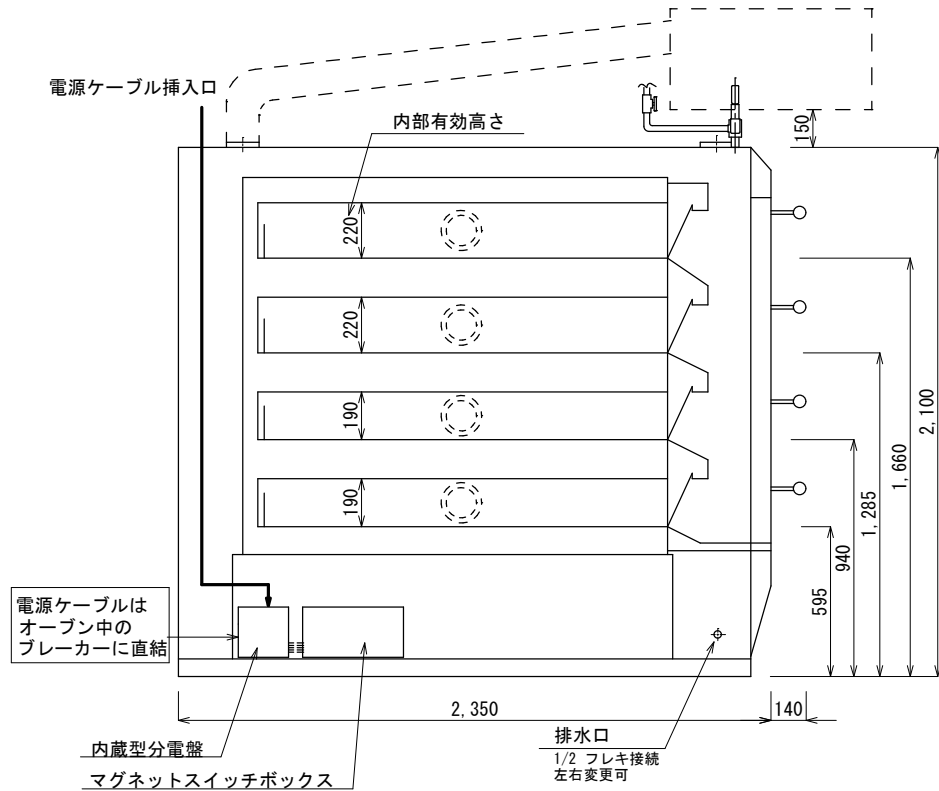 電源ケーブル挿入口
内部有効高さ
150
220
220
190
190
2,100
1,660
1,285
940
595
電源ケーブルは
オーブン中の
ブレーカーに直結
2,350
140
内蔵型分電盤
マグネットスイッチボックス
排水口
1/2 フレキ接続
左右変更可